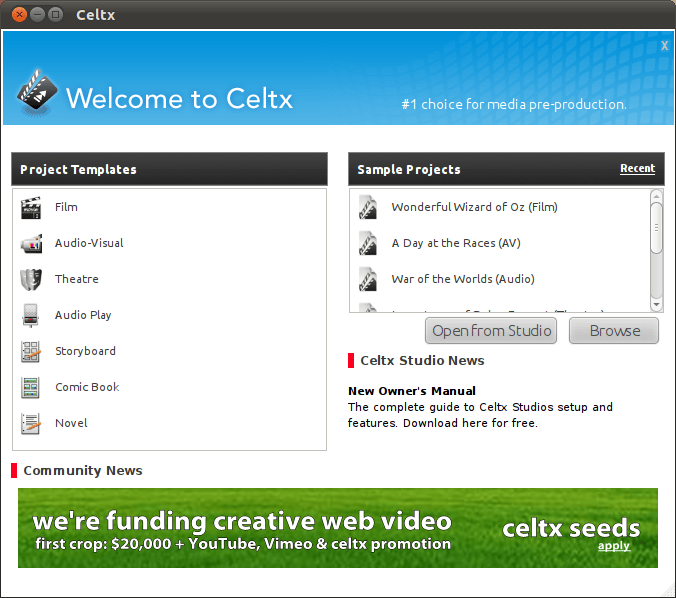 Celtx
X
Welcome to Celtx
#1 choice for media pre-production.
Project Templates
Film
Audio-Visual
Theatre
Audio Play
Storyboard
Comic Book
Novel
Sample Projects
Recent
Wonderful Wizard of Oz (Film)
A Day at the Races (AV)
War of the Worlds (Audio)
Open from Studio
Browse
Celtx Studio News
New Owner's Manual
The complete guide to Celtx Studios setup and
features. Download here for free.
Community News
we're funding creative web video
first crop: $20,000 + YouTube, Vimeo & celtx promotion
celtx seeds
apply